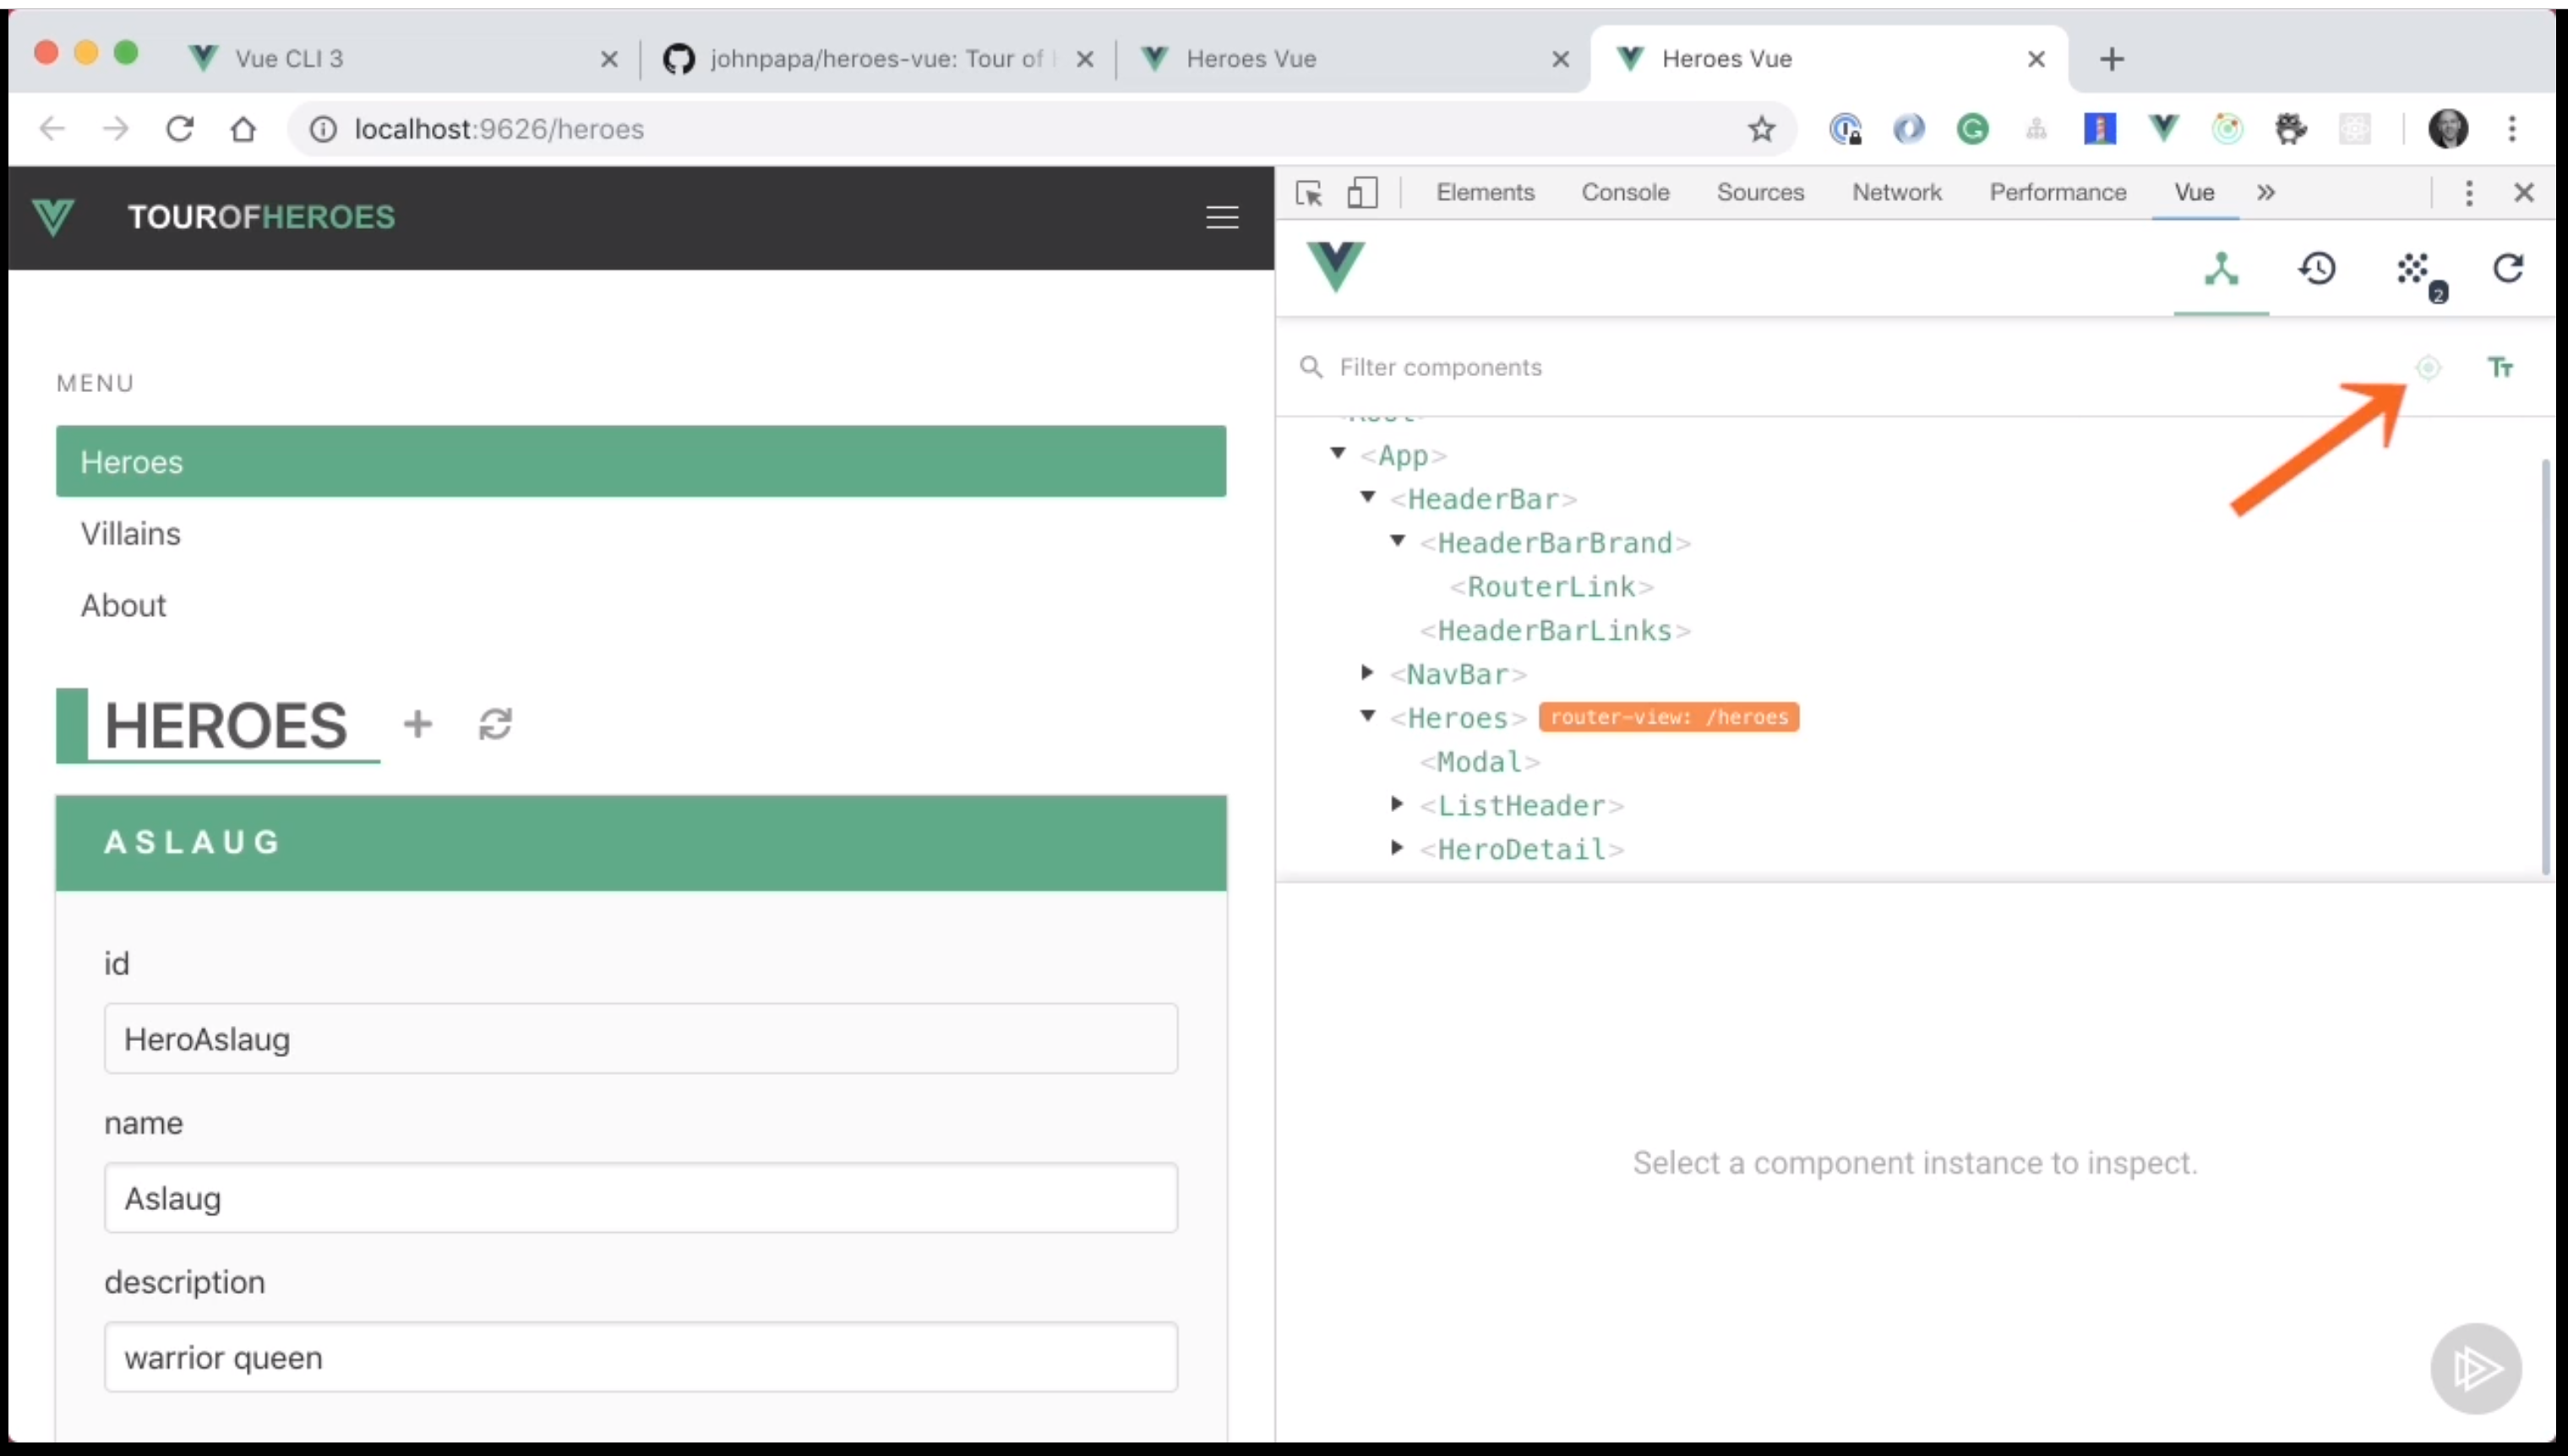 Vue CLI 3
johnpapa/heroes-vue: Tour of
Heroes Vue
Heroes Vue
localhost:9626/heroes
TOUROFHEROES
Elements Console Sources Network Performance Vue
2
MENU
Filter components
Tт
Heroes
Villains
About
<App>
<HeaderBar>
<HeaderBarBrand>
<RouterLink>
<HeaderBarLinks>
<NavBar>
<Heroes> router-view: /heroes
<Modal>
<ListHeader>
<HeroDetail>
HEROES
ASLAUG
id
HeroAslaug
name
Aslaug
description
warrior queen
Select a component instance to inspect.